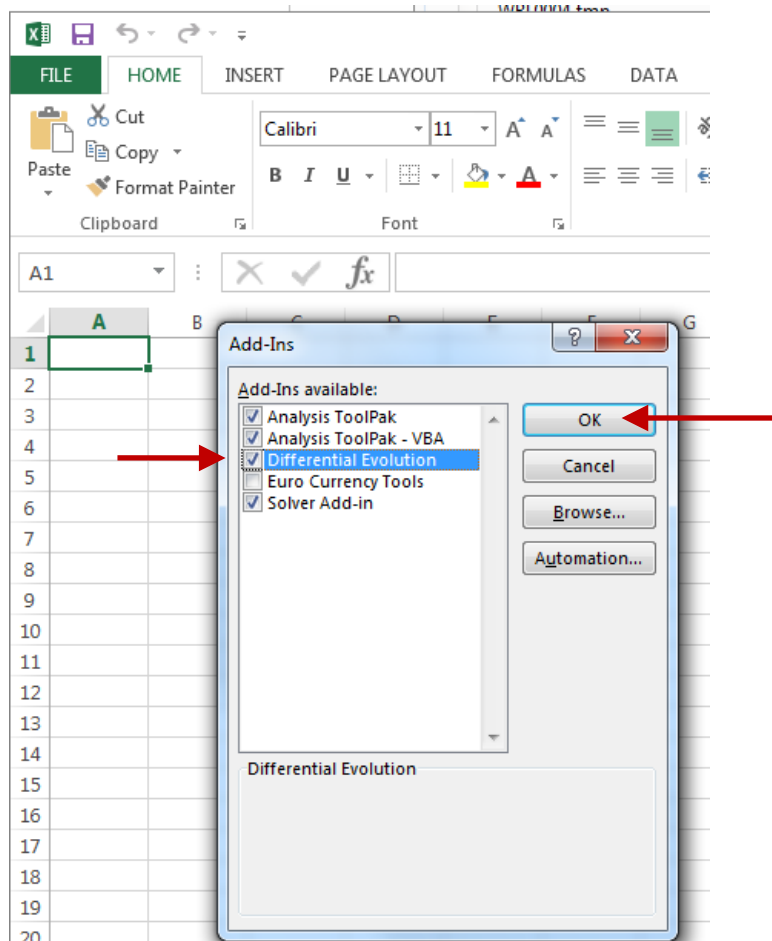 WRL0004.tmp
FILE HOME INSERT PAGE LAYOUT FORMULAS DATA
Cut
Copy
Format Painter
Paste
Calibri 11 A A
B I U A
Clipboard Font
A1 fx
A B C D E F G
Add-Ins ?
1
2
3
4
5
6
7
8
9
10
11
12
13
14
15
16
17
18
19
20
Add-Ins available:
Analysis ToolPak
Analysis ToolPak - VBA
Differential Evolution
Euro Currency Tools
Solver Add-in
OK
Cancel
Browse...
Automation...
Differential Evolution